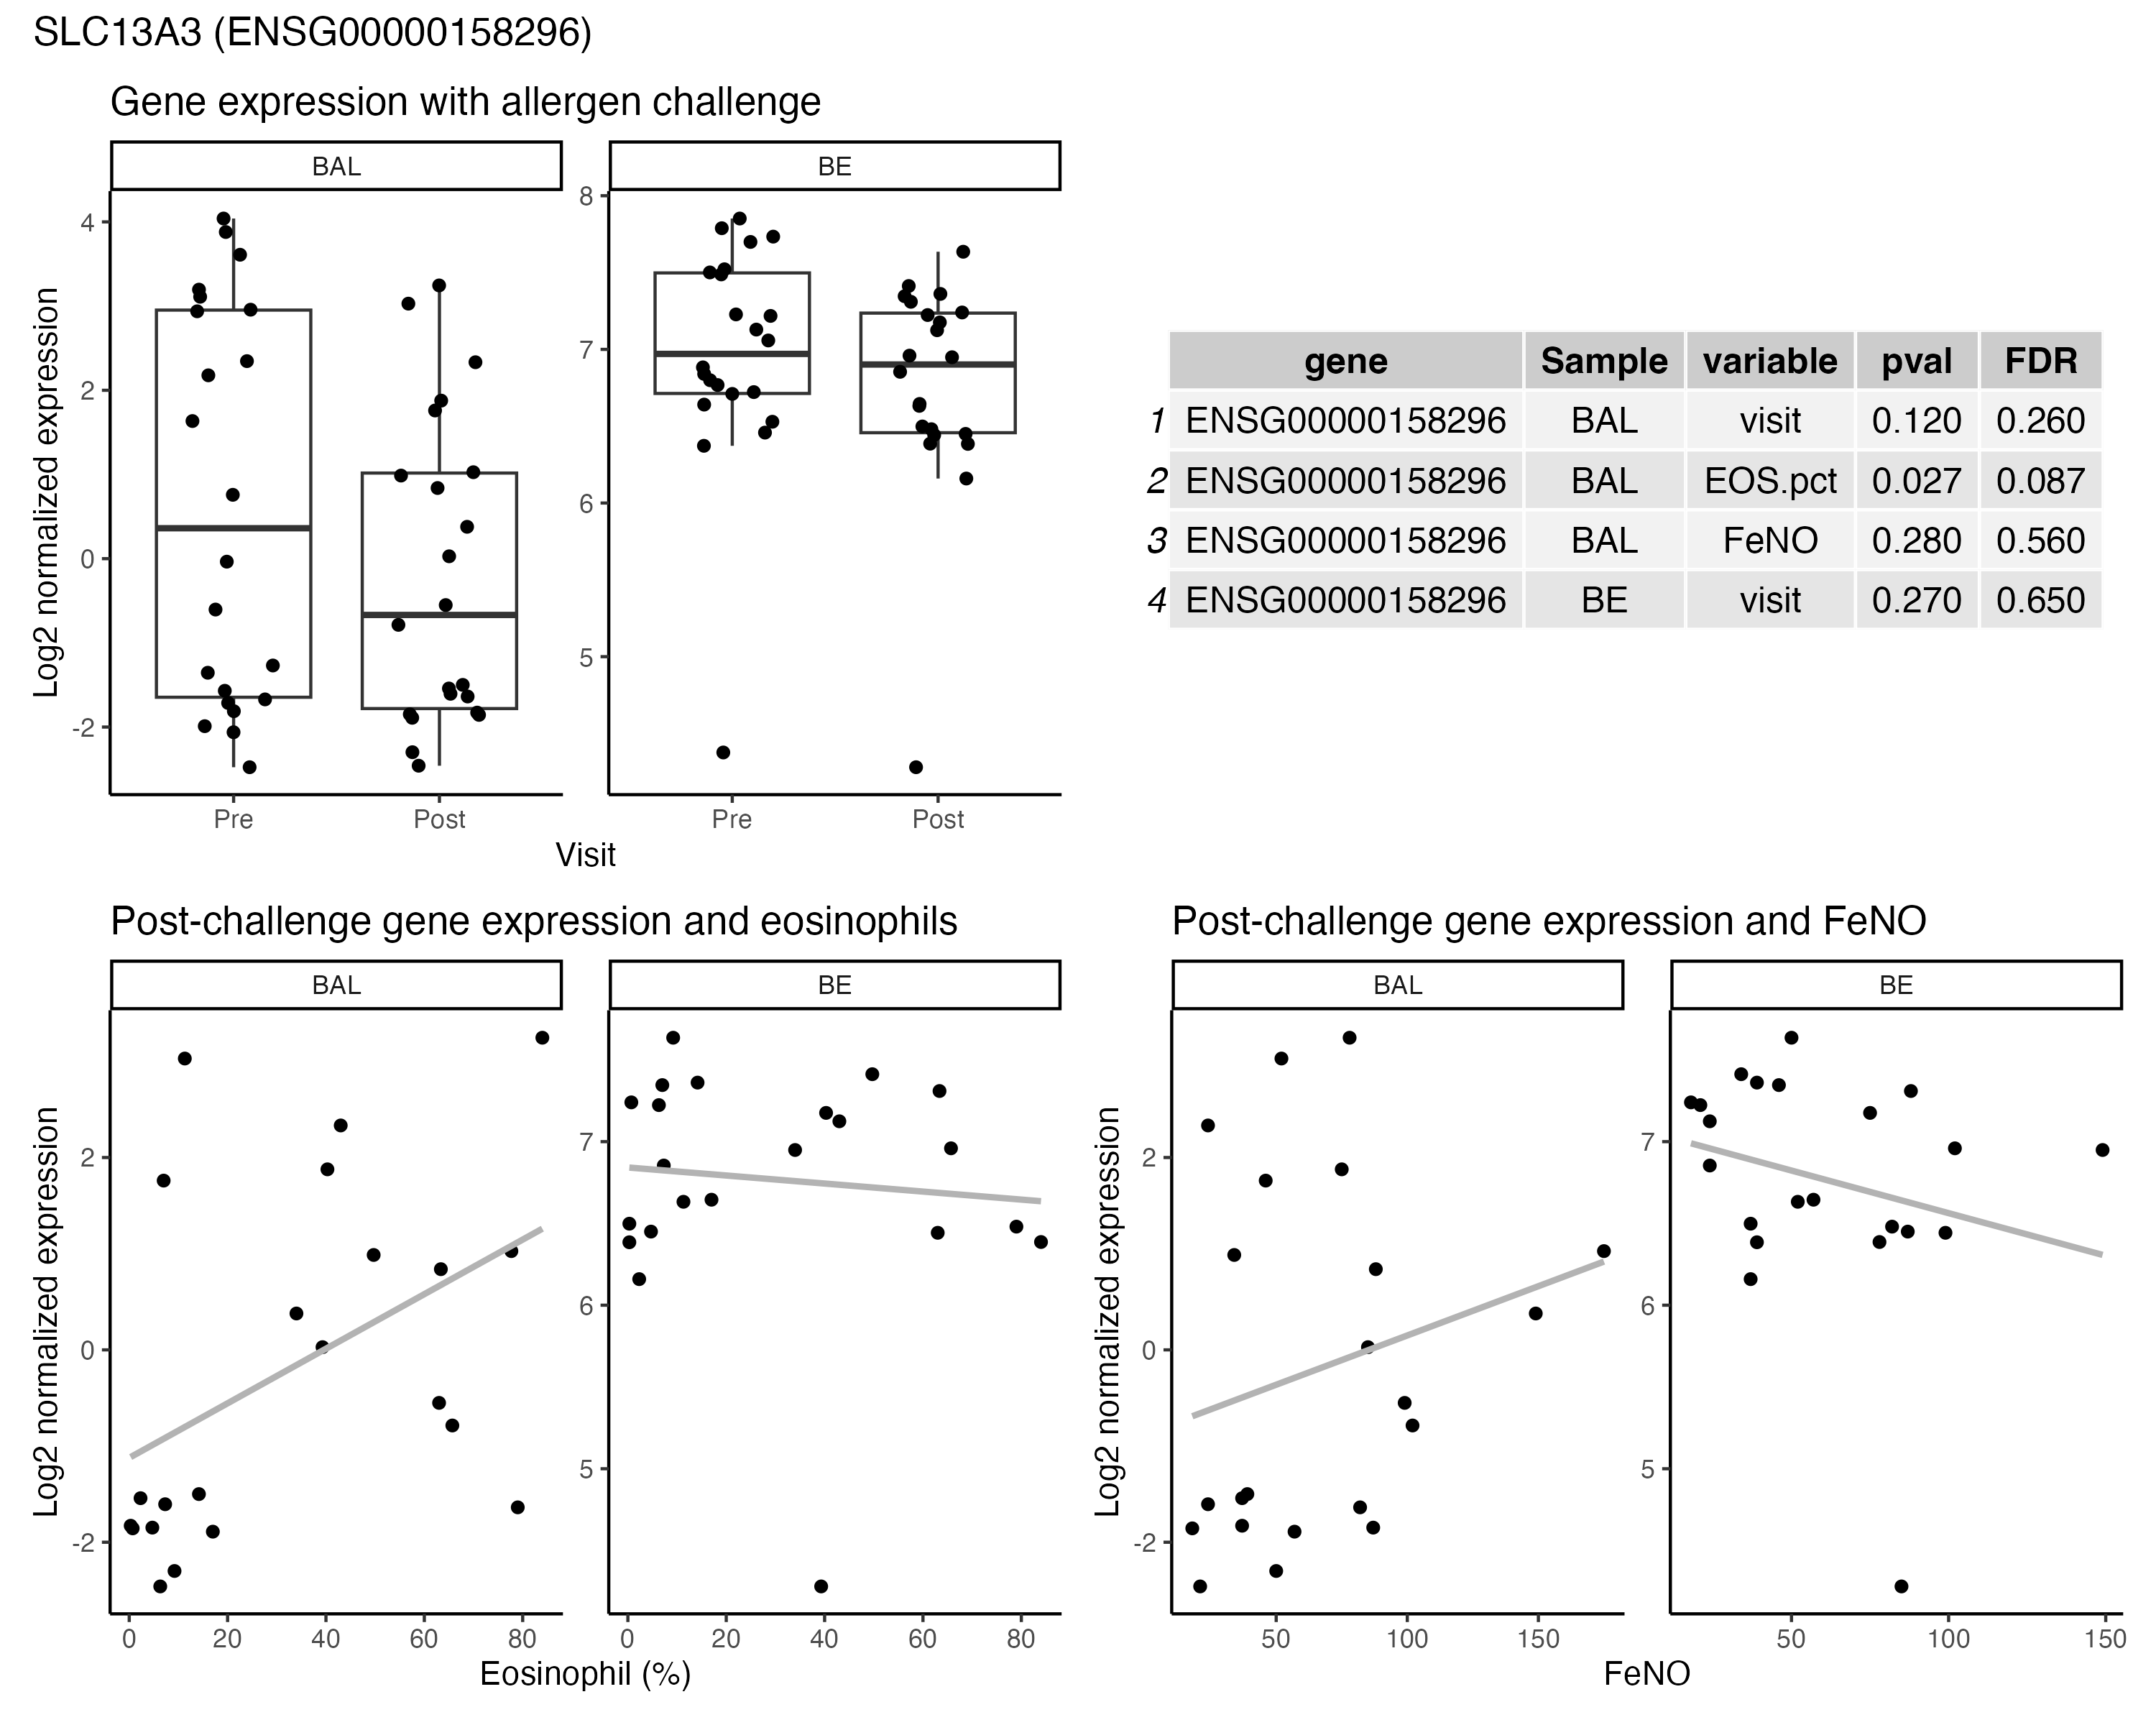 SLC13A3 (ENSG00000158296)
Gene expression with allergen challenge
BAL
BE
Log2 normalized expression
4
2
0
-2
8
7
6
5
Pre
Post
Pre
Post
Visit
gene Sample variable pval FDR
1 ENSG00000158296 BAL visit 0.120 0.260
2 ENSG00000158296 BAL EOS.pct 0.027 0.087
3 ENSG00000158296 BAL FeNO 0.280 0.560
4 ENSG00000158296 BE visit 0.270 0.650
Post-challenge gene expression and eosinophils
BAL
BE
Log2 normalized expression
2
0
-2
7
6
5
0 20 40 60 80
0 20 40 60 80
Eosinophil (%)
Post-challenge gene expression and FeNO
BAL
BE
Log2 normalized expression
2
0
-2
7
6
5
50 100 150
50 100 150
FeNO